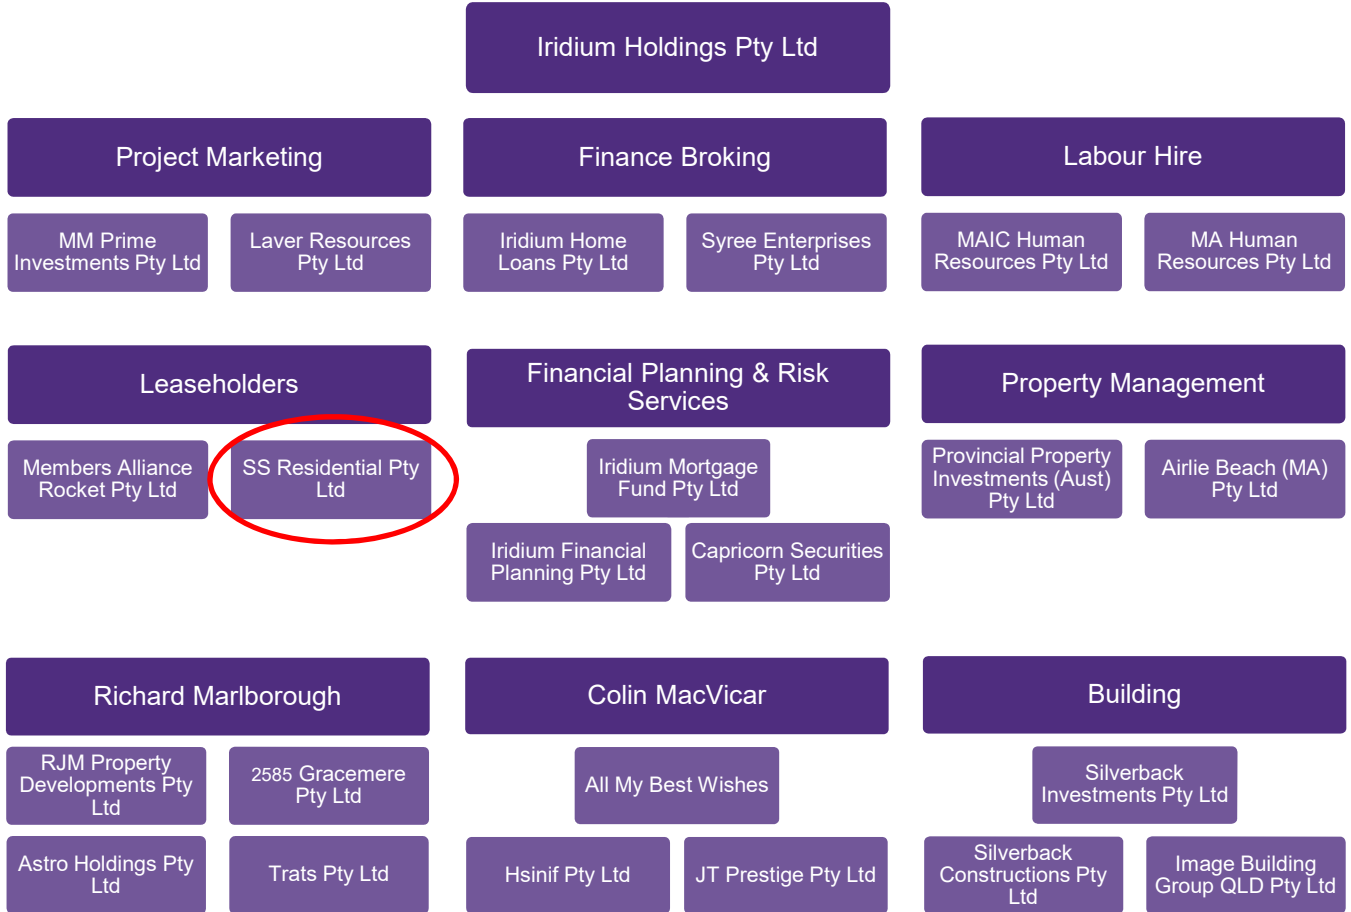 Iridium Holdings Pty Ltd
Project Marketing
MM Prime
Investments Pty Ltd
Laver Resources
Pty Ltd
Finance Broking
Iridium Home
Loans Pty Ltd
Syree Enterprises
Pty Ltd
Labour Hire
MAIC Human
Resources Pty Ltd
MA Human
Resources Pty Ltd
Leaseholders
Members Alliance
Rocket Pty Ltd
SS Residential Pty
Ltd
Financial Planning & Risk
Services
Iridium Mortgage
Fund Pty Ltd
Iridium Financial
Planning Pty Ltd
Capricorn Securities
Pty Ltd
Property Management
Provincial Property
Investments (Aust)
Pty Ltd
Airlie Beach (MA)
Pty Ltd
Richard Marlborough
RJM Property
Developments Pty
Ltd
2585 Gracemere
Pty Ltd
Astro Holdings Pty
Ltd
Trats Pty Ltd
Colin MacVicar
All My Best Wishes
Hsinif Pty Ltd
JT Prestige Pty Ltd
Building
Silverback
Investments Pty Ltd
Silverback
Constructions Pty
Ltd
Image Building
Group QLD Pty Ltd